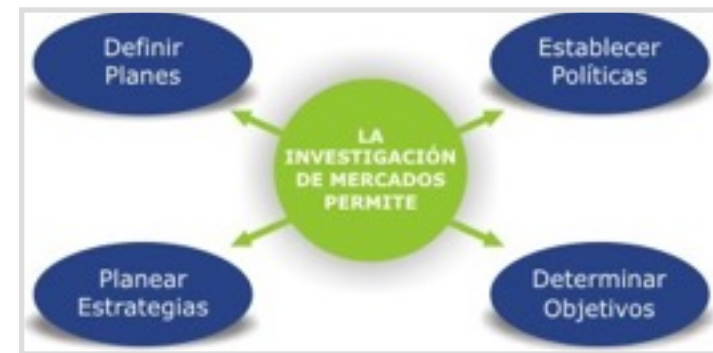 Definir
Planes
Establecer
Políticas
LA
INVESTIGACIÓN
DE MERCADOS
PERMITE
Planear
Estrategias
Determinar
Objetivos